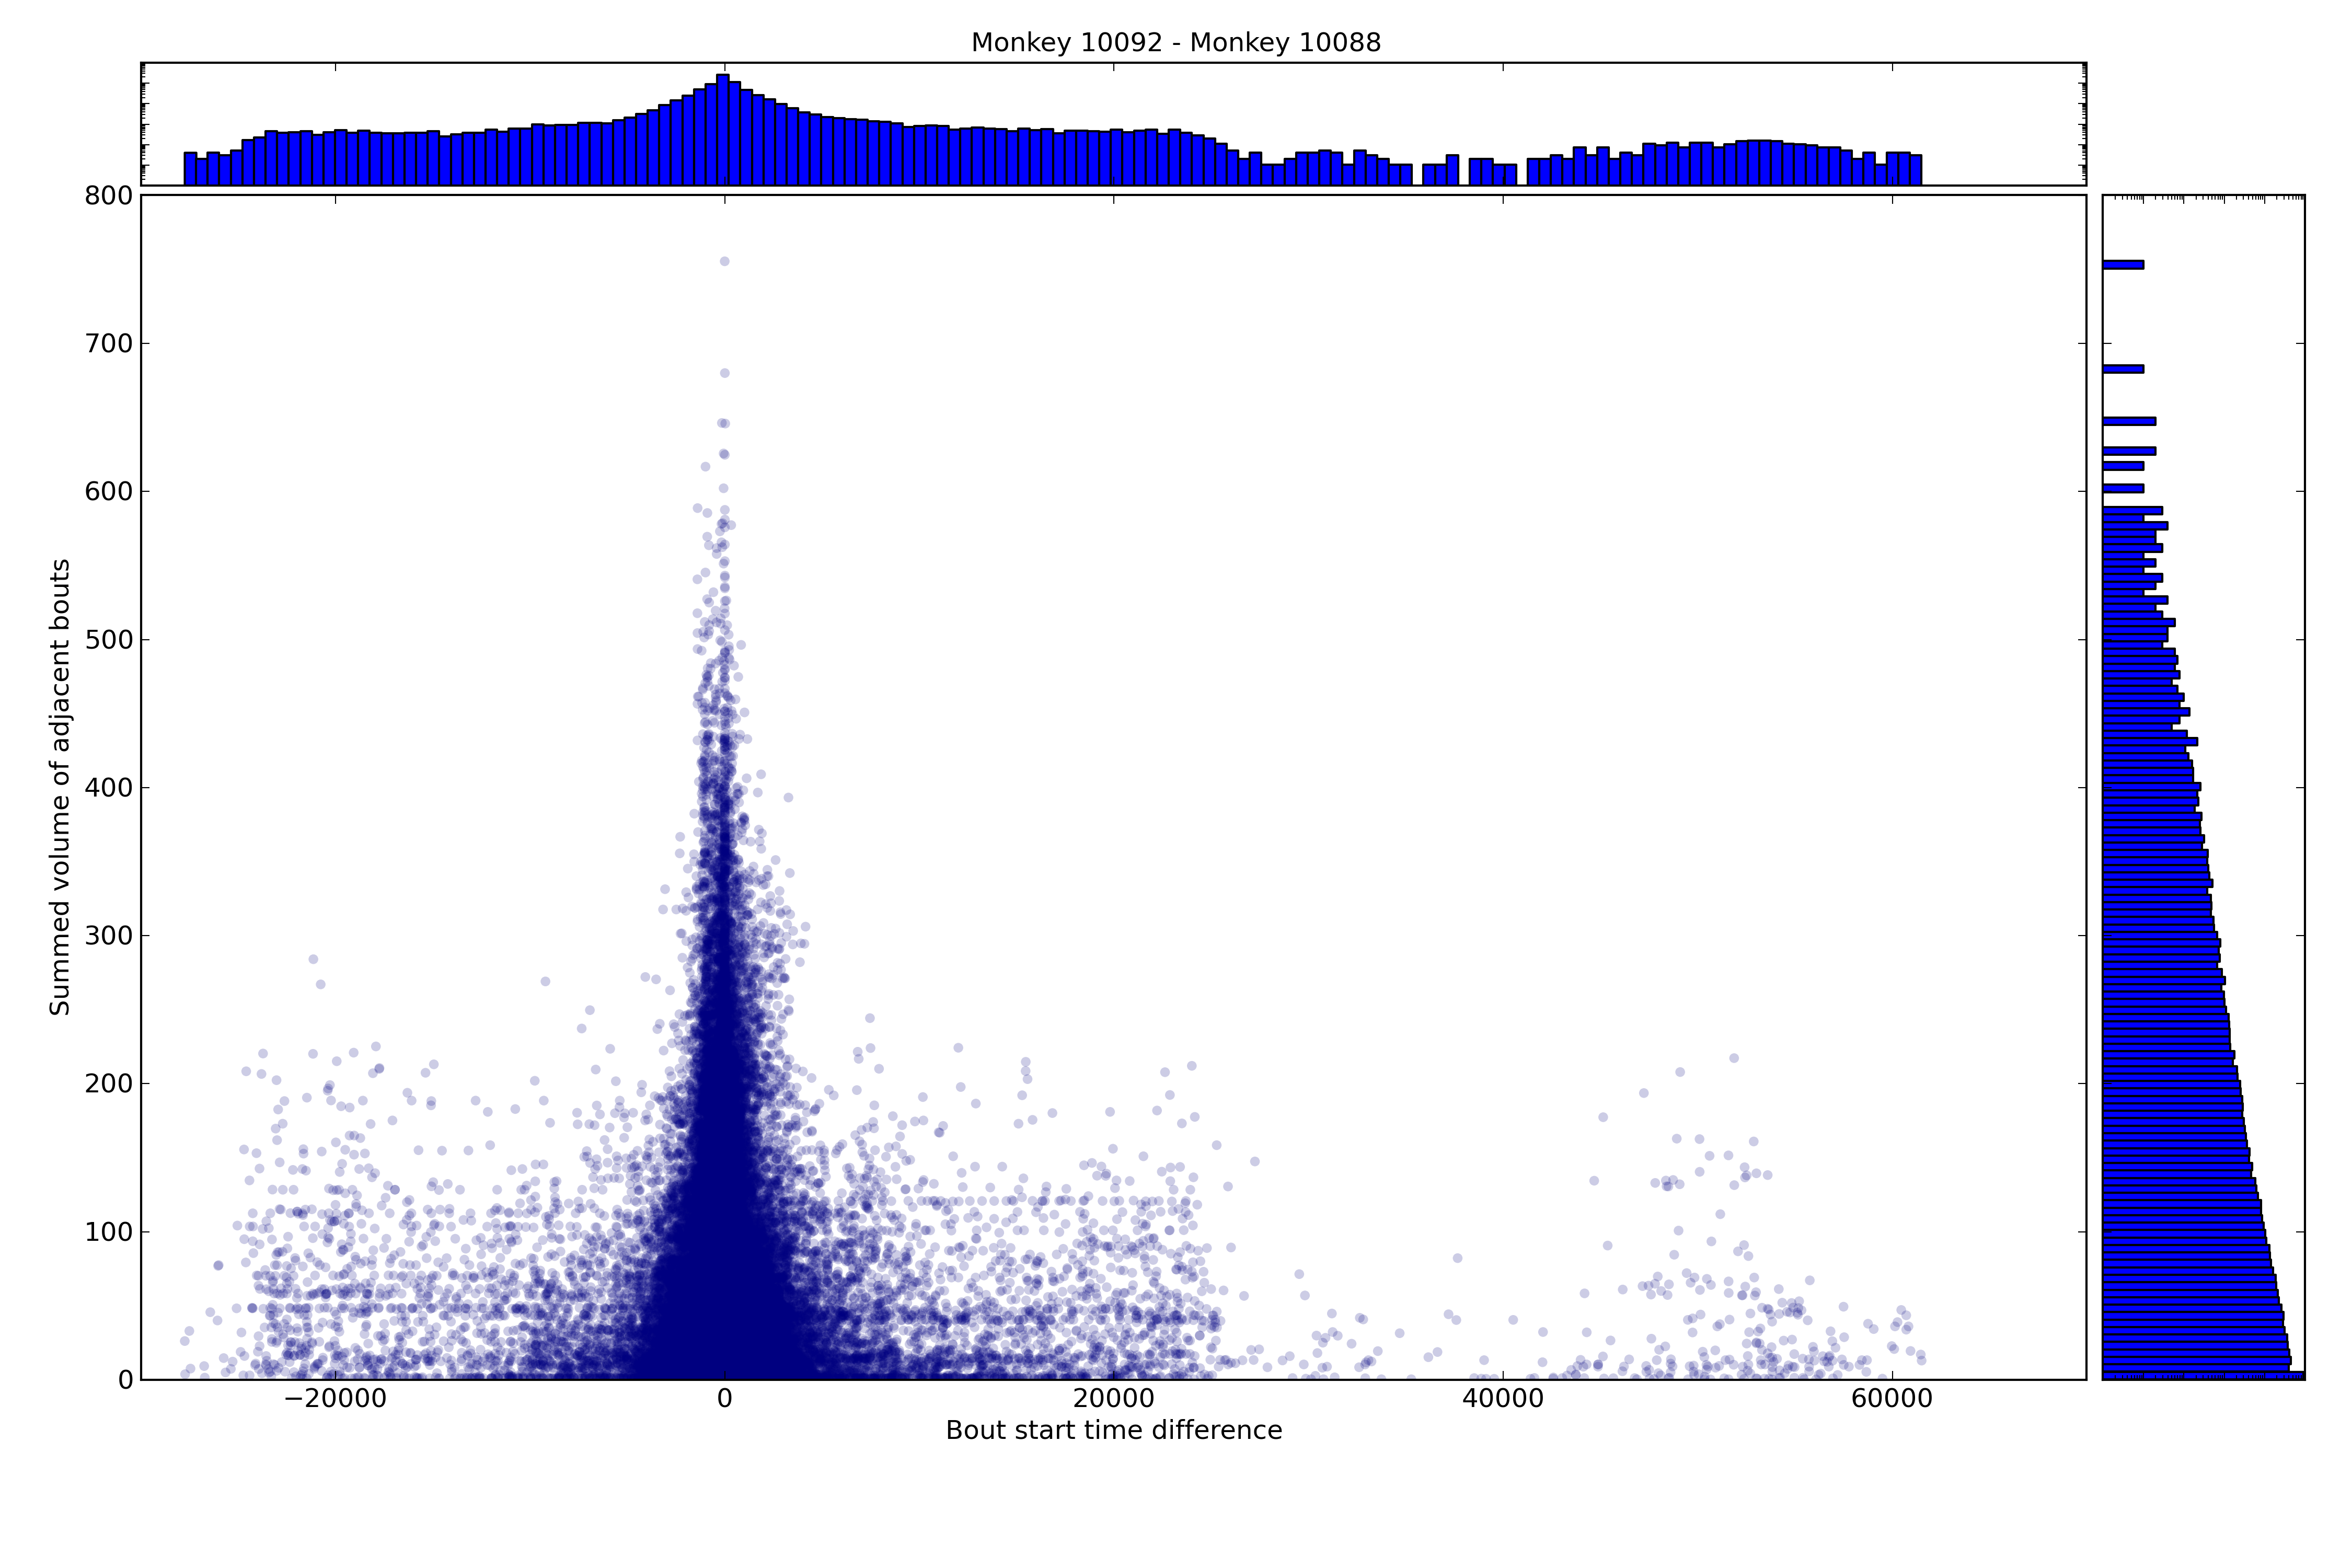 Monkey 10092 - Monkey 10088
800
700
600
500
400
300
200
100
0
Summed volume of adjacent bouts
−20000 0 20000 40000 60000
Bout start time difference